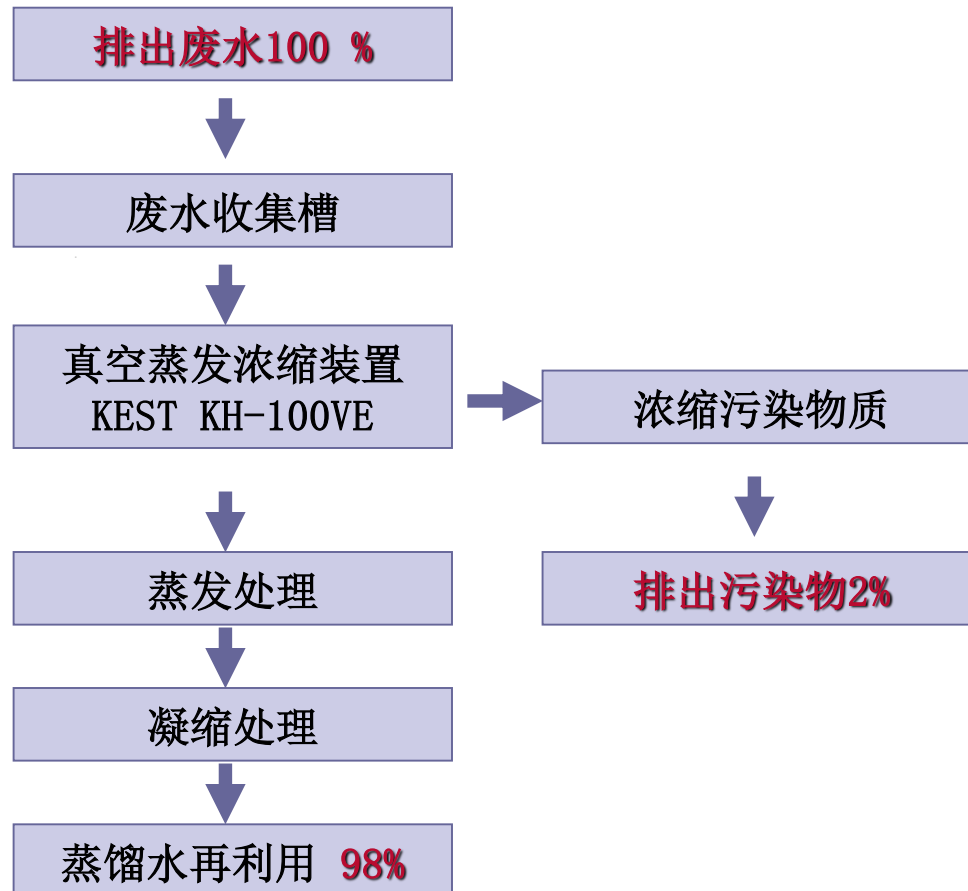 排出废水100 %
废水收集槽
真空蒸发浓缩装置
KEST KH-100VE
浓缩污染物质
蒸发处理
排出污染物2%
凝缩处理
蒸馏水再利用 98%